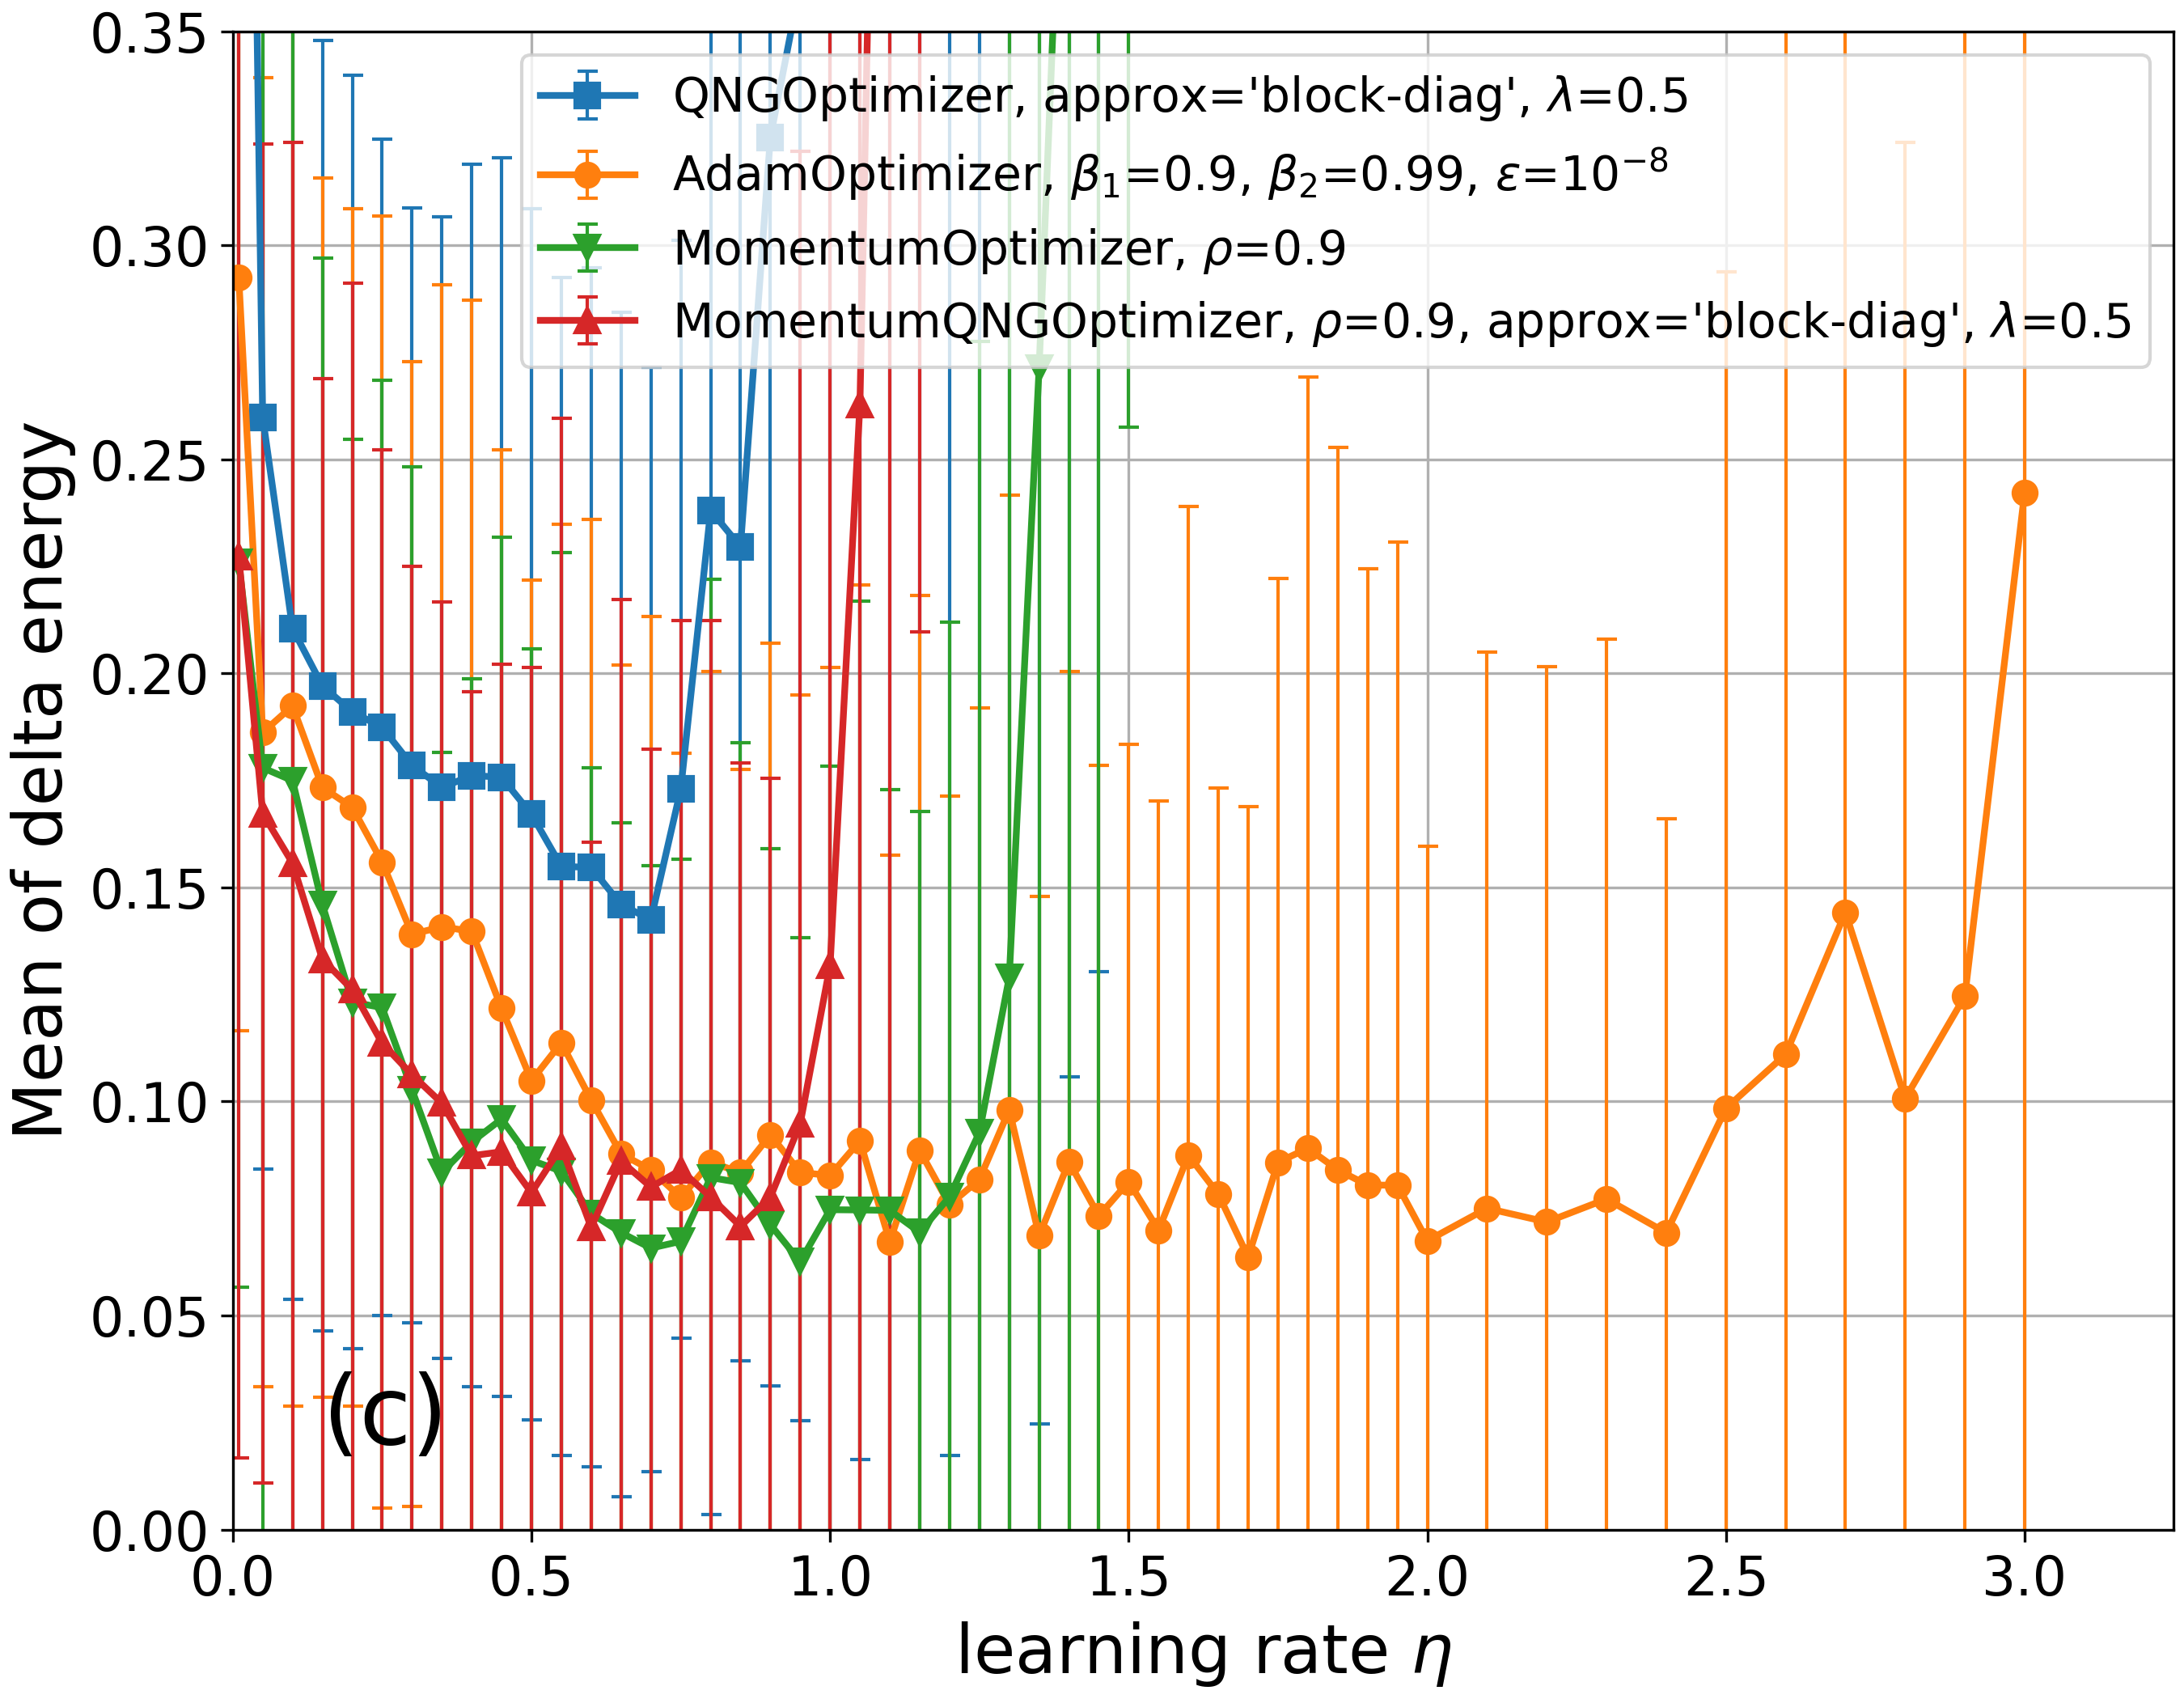 QNGOptimizer, approx='block-diag', λ=0.5
AdamOptimizer, β₁=0.9, β₂=0.99, ε=10⁻⁸
MomentumOptimizer, ρ=0.9
MomentumQNGOptimizer, ρ=0.9, approx='block-diag', λ=0.5
Mean of delta energy
0.35
0.30
0.25
0.20
0.15
0.10
0.05
0.00
(c)
0.0 0.5 1.0 1.5 2.0 2.5 3.0
learning rate η